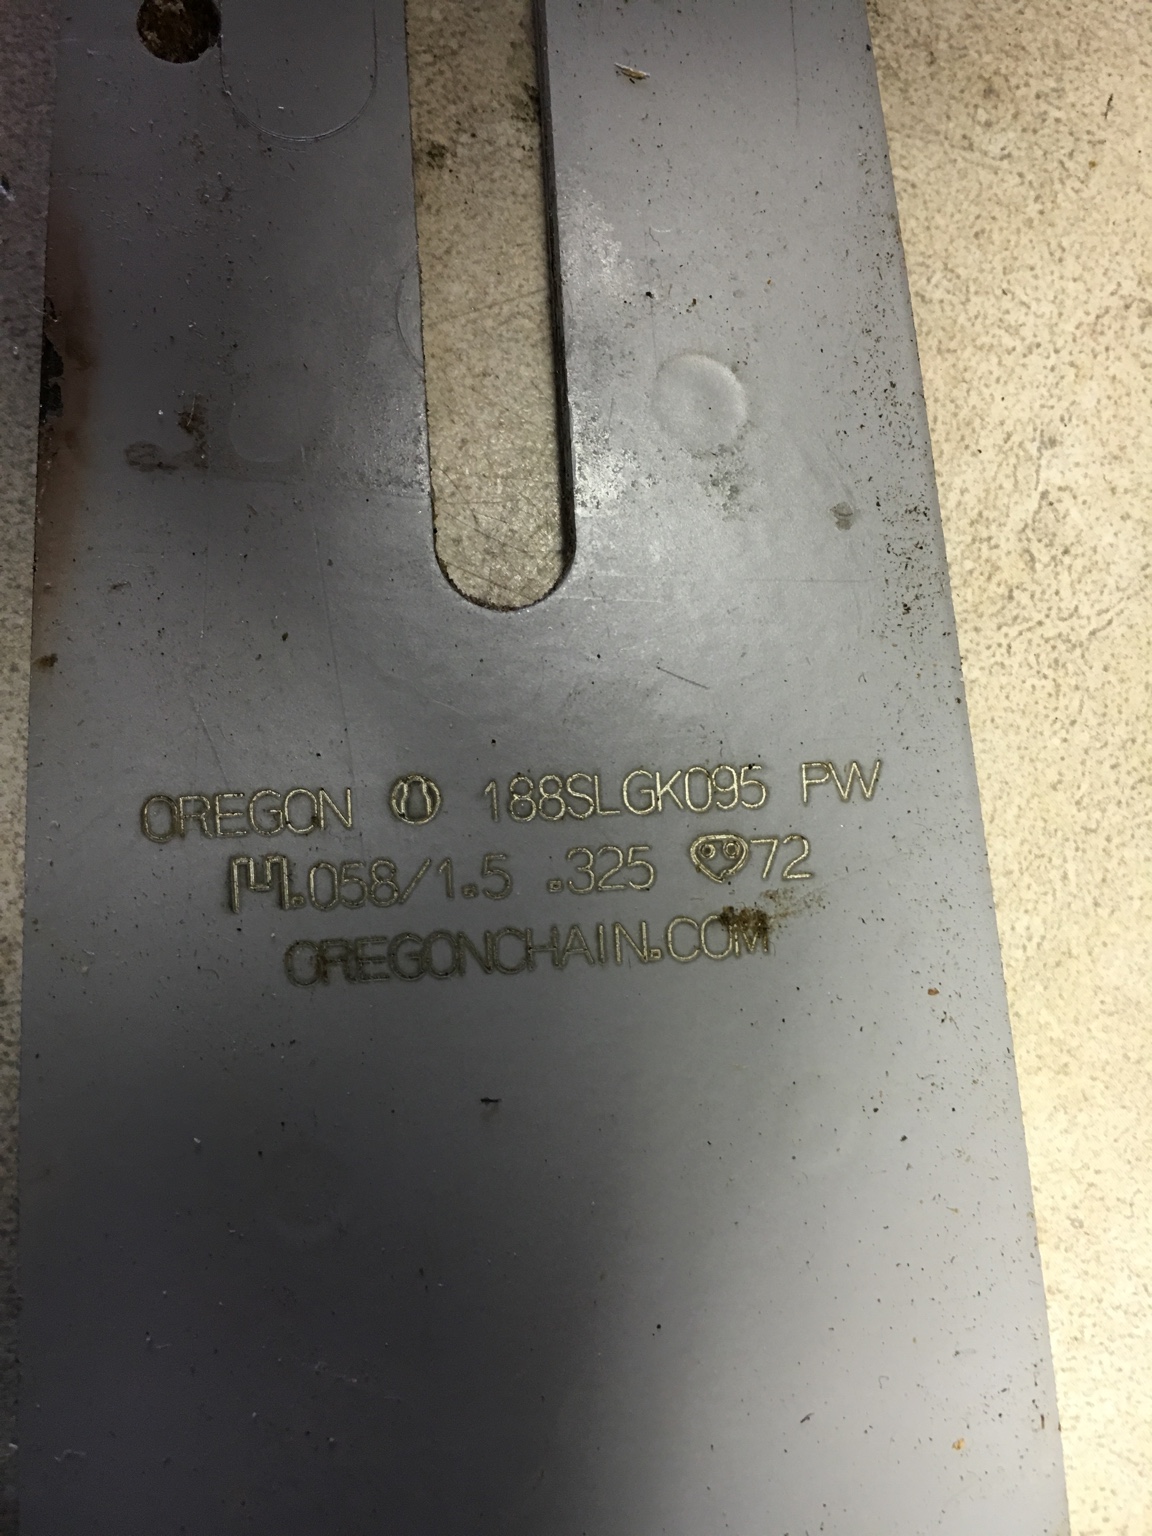 OREGON 188SLGK095 PW
.058/1.5 .325 72
OREGONCHAIN.COM